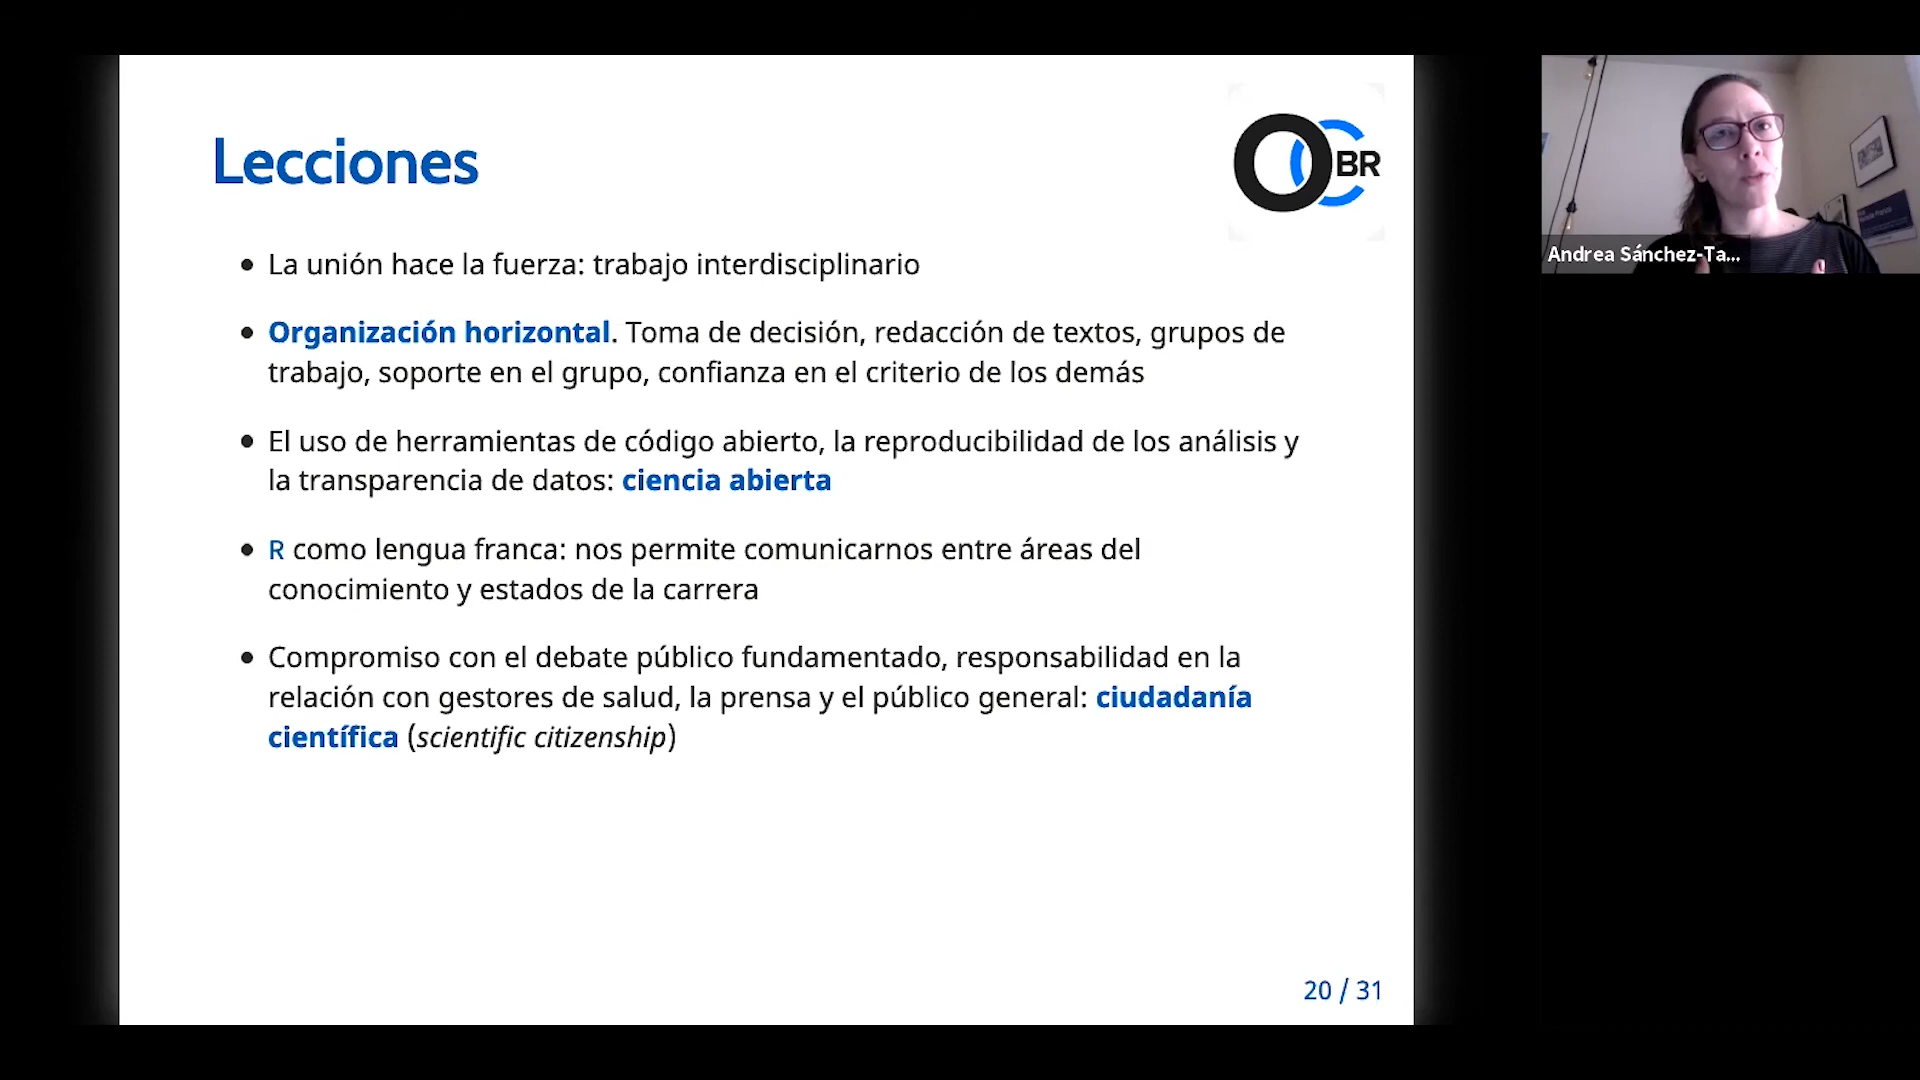 Lecciones
OCBR
La unión hace la fuerza: trabajo interdisciplinario
Organización horizontal. Toma de decisión, redacción de textos, grupos de
trabajo, soporte en el grupo, confianza en el criterio de los demás
El uso de herramientas de código abierto, la reproducibilidad de los análisis y
la transparencia de datos: ciencia abierta
R como lengua franca: nos permite comunicarnos entre áreas del
conocimiento y estados de la carrera
Compromiso con el debate público fundamentado, responsabilidad en la
relación con gestores de salud, la prensa y el público general: ciudadanía
científica (scientific citizenship)
20 / 31
Andrea Sánchez-Ta...